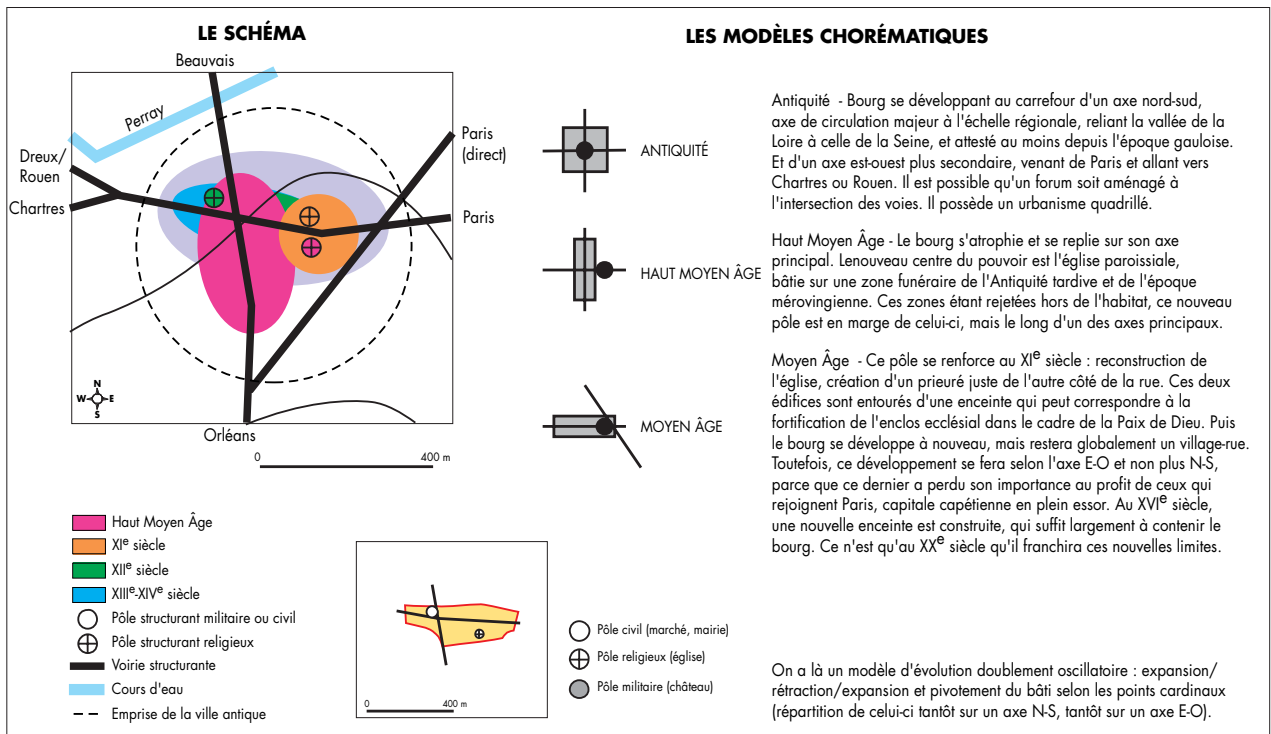 LE SCHÉMA
Beauvais
Perray
Dreux/
Rouen
Chartres
Paris
(direct)
Paris
N
W E
S
Orléans
0 400 m
Haut Moyen Âge
XIe siècle
XIIe siècle
XIIIe-XIVe siècle
Pôle structurant militaire ou civil
Pôle structurant religieux
Voirie structurante
Cours d'eau
Emprise de la ville antique
0 400 m
Pôle civil (marché, mairie)
Pôle religieux (église)
Pôle militaire (château)
LES MODÈLES CHORÉMATIQUES
ANTIQUITÉ
HAUT MOYEN ÂGE
MOYEN ÂGE
Antiquité - Bourg se développant au carrefour d'un axe nord-sud,
axe de circulation majeur à l'échelle régionale, reliant la vallée de la
Loire à celle de la Seine, et attesté au moins depuis l'époque gauloise.
Et d'un axe est-ouest plus secondaire, venant de Paris et allant vers
Chartres ou Rouen. Il est possible qu'un forum soit aménagé à
l'intersection des voies. Il possède un urbanisme quadrillé.
Haut Moyen Âge - Le bourg s'atrophie et se replie sur son axe
principal. Lenouveau centre du pouvoir est l'église paroissiale,
bâtie sur une zone funéraire de l'Antiquité tardive et de l'époque
mérovingienne. Ces zones étant rejetées hors de l'habitat, ce nouveau
pôle est en marge de celui-ci, mais le long d'un des axes principaux.
Moyen Âge - Ce pôle se renforce au XIe siècle : reconstruction de
l'église, création d'un prieuré juste de l'autre côté de la rue. Ces deux
édifices sont entourés d'une enceinte qui peut correspondre à la
fortification de l'enclos ecclésial dans le cadre de la Paix de Dieu. Puis
le bourg se développe à nouveau, mais restera globalement un village-rue.
Toutefois, ce développement se fera selon l'axe E-O et non plus N-S,
parce que ce dernier a perdu son importance au profit de ceux qui
rejoignent Paris, capitale capétienne en plein essor. Au XVIe siècle,
une nouvelle enceinte est construite, qui suffit largement à contenir le
bourg. Ce n'est qu'au XXe siècle qu'il franchira ces nouvelles limites.
On a là un modèle d'évolution doublement oscillatoire : expansion/
rétraction/expansion et pivotement du bâti selon les points cardinaux
(répartition de celui-ci tantôt sur un axe N-S, tantôt sur un axe E-O).